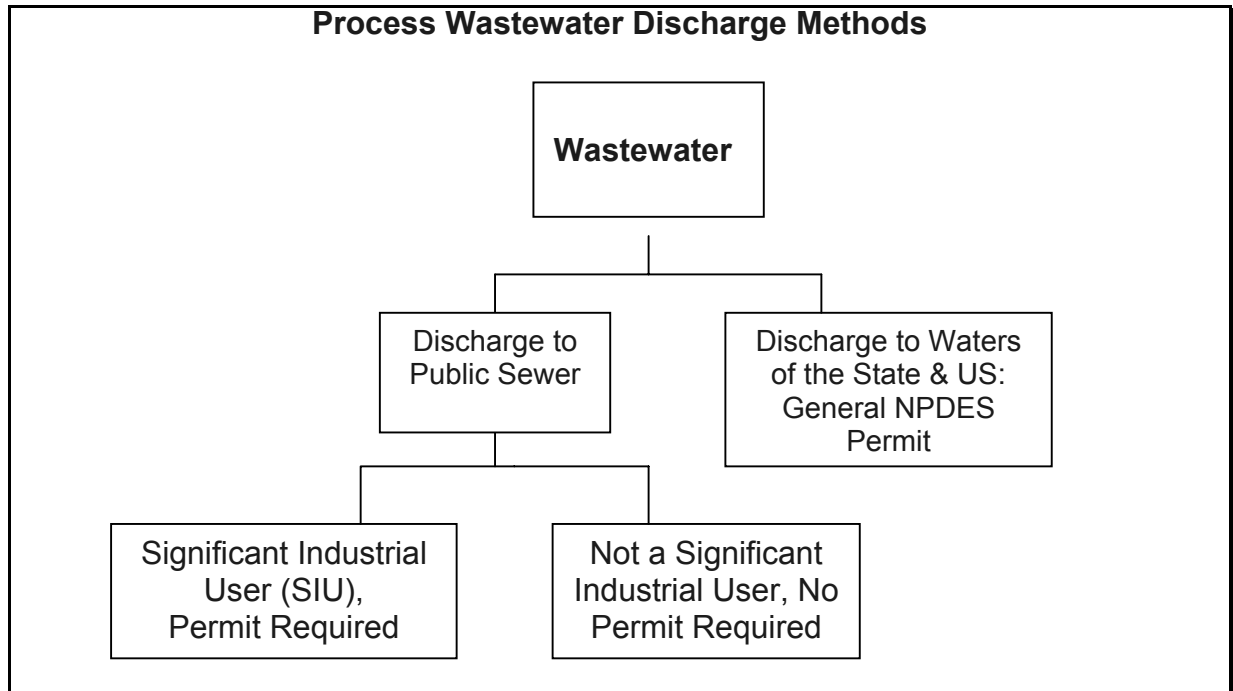 Process Wastewater Discharge Methods
Wastewater
Discharge to
Public Sewer
Discharge to Waters
of the State & US:
General NPDES
Permit
Significant Industrial
User (SIU),
Permit Required
Not a Significant
Industrial User, No
Permit Required